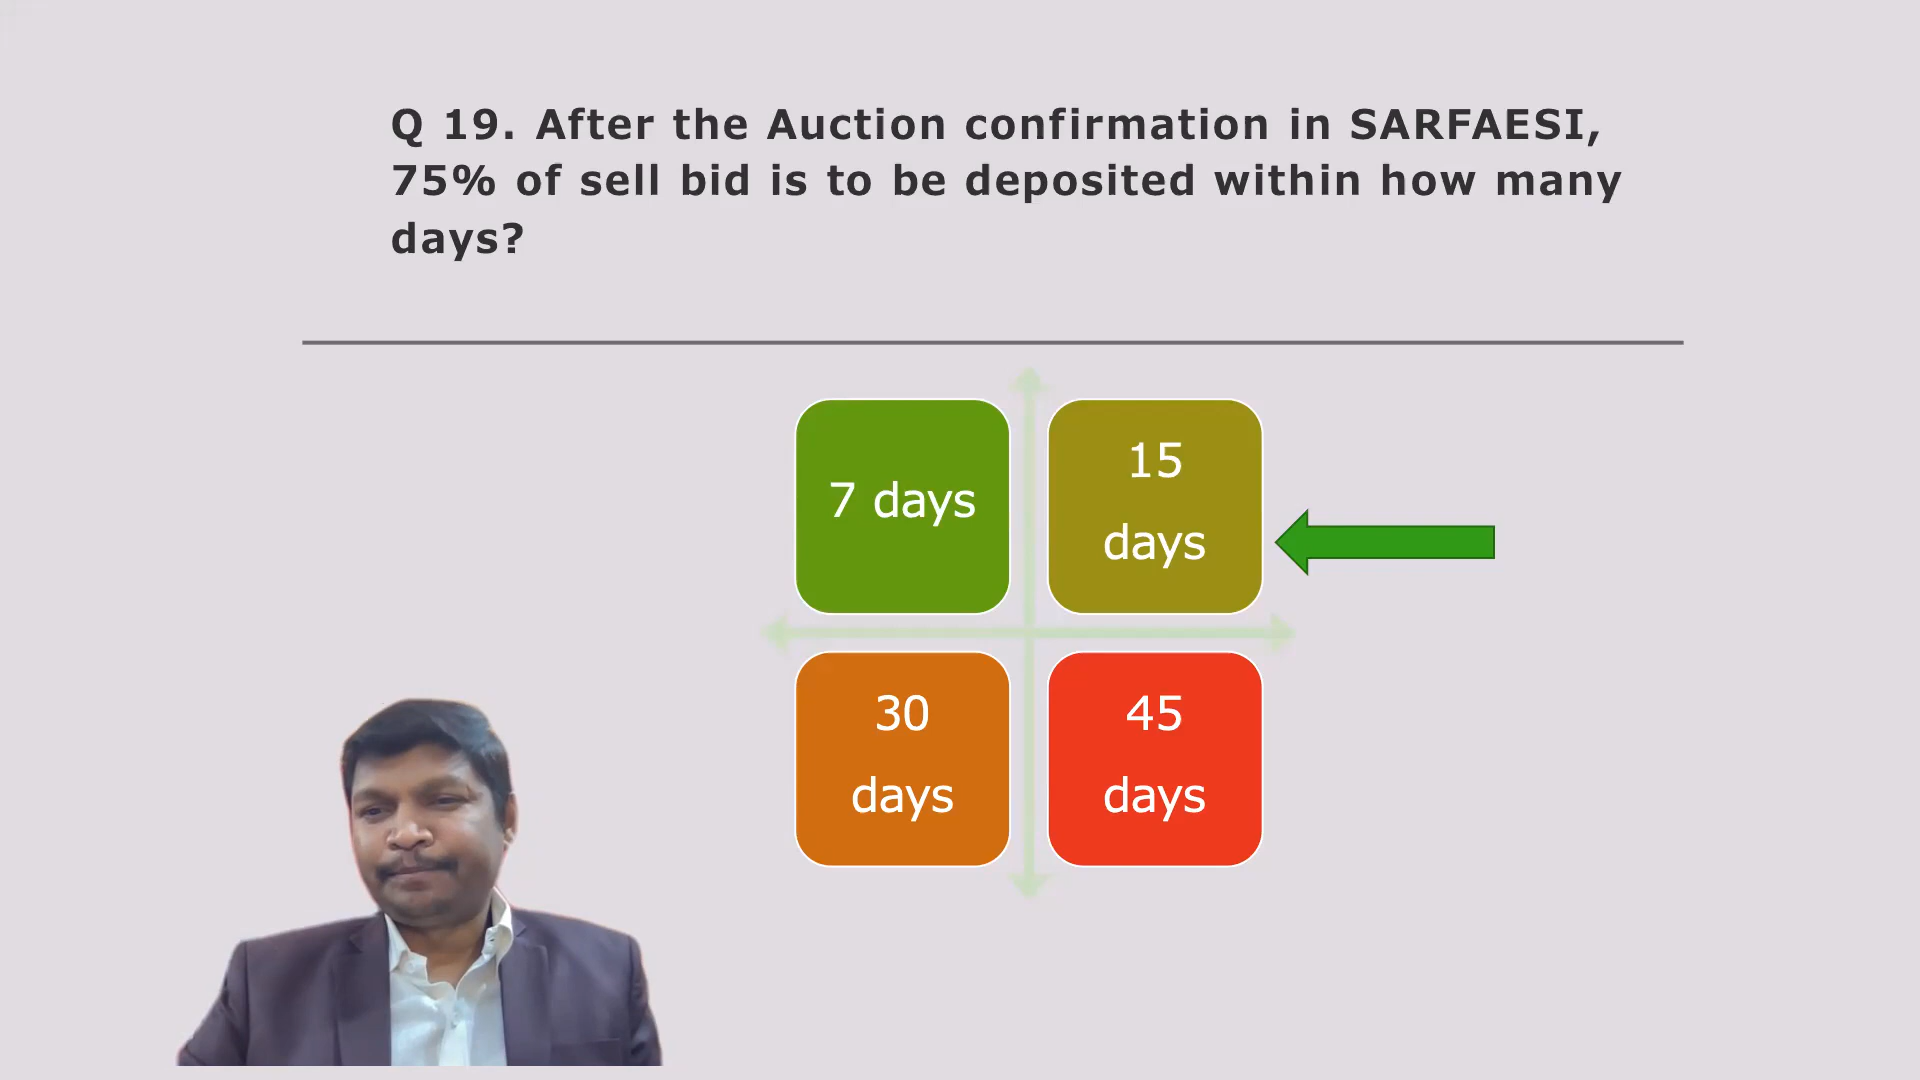 Q 19. After the Auction confirmation in SARFAESI,
75% of sell bid is to be deposited within how many
days?
7 days
15
days
30
days
45
days